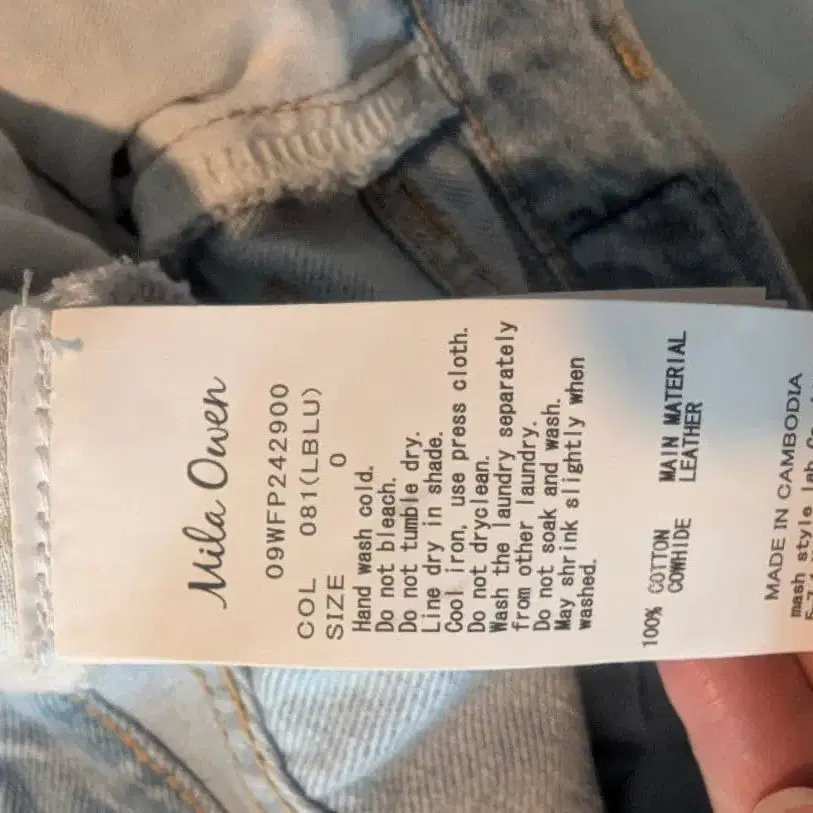 Mila Owen
09WFP242900
COL 081(LBLU)
SIZE 0
Hand wash cold.
Do not bleach.
Do not tumble dry.
Line dry in shade.
Cool iron, use press cloth.
Do not dryclean.
Wash the laundry separately
from other laundry.
Do not soak and wash.
May shrink slightly when
washed.
100% COTTON MAIN MATERIAL
COWHIDE LEATHER
MADE IN CAMBODIA
mash style lab Co.